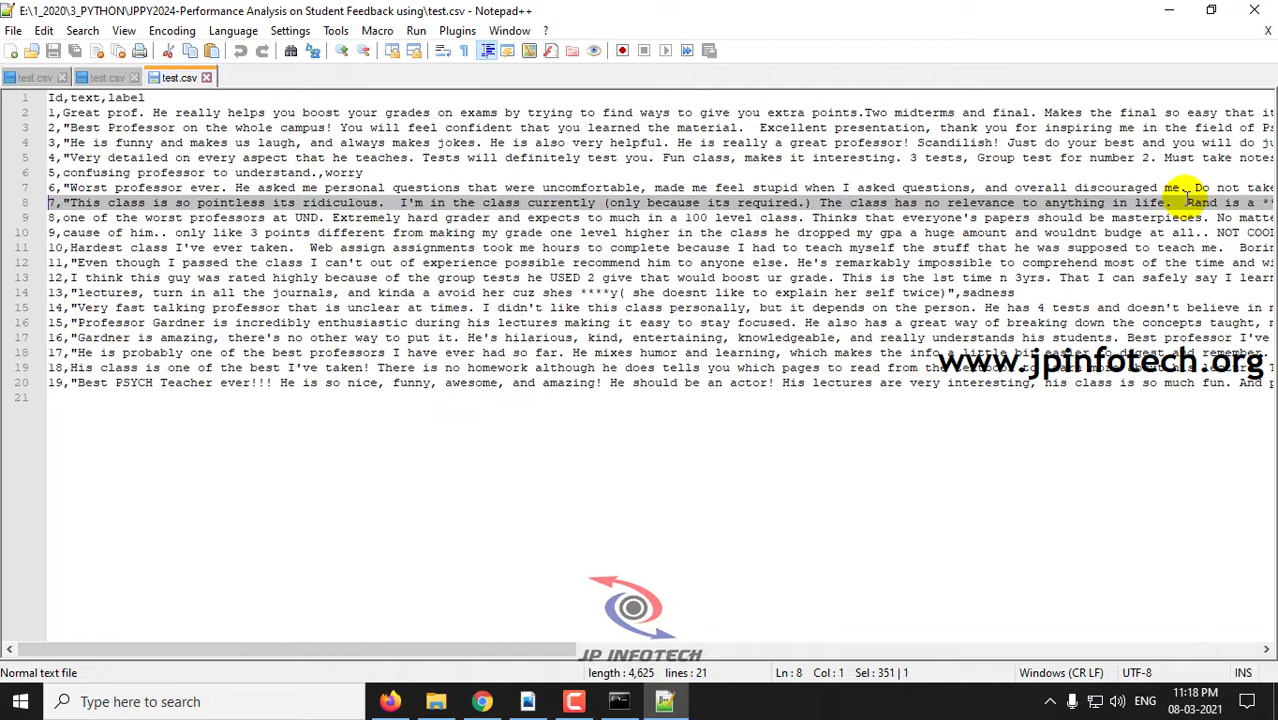 E:\1_2020\3_PYTHON\JPPY2024-Performance Analysis on Student Feedback using\test.csv - Notepad++
File Edit Search View Encoding Language Settings Tools Macro Run Plugins Window ? X
test.csv test.csv test.csv
1 Id,text,label
2 1,Great prof. He really helps you boost your grades on exams by trying to find ways to give you extra points.Two midterms and final. Makes the final so easy that it
3 2,"Best Professor on the whole campus! You will feel confident that you learned the material.  Excellent presentation, thank you for inspiring me in the field of Ps
4 3,"He is funny and makes us laugh, and always makes jokes. He is also very helpful. He is really a great professor! Scandilish! Just do your best and you will do ju
5 4,"Very detailed on every aspect that he teaches. Tests will definitely test you. Fun class, makes it interesting. 3 tests, Group test for number 2. Must take notes
6 5,confusing professor to understand.,worry
7 6,"Worst professor ever. He asked me personal questions that were uncomfortable, made me feel stupid when I asked questions, and overall discouraged me. Do not take
8 7,"This class is so pointless its ridiculous.  I'm in the class currently (only because its required.) The class has no relevance to anything in life.  Rand is a *
9 8,one of the worst professors at UND. Extremely hard grader and expects to much in a 100 level class. Thinks that everyone's papers should be masterpieces. No matte
10 9,cause of him.. only like 3 points different from making my grade one level higher in the class he dropped my gpa a huge amount and wouldnt budge at all.. NOT COOL
11 10,Hardest class I've ever taken.  Web assign assignments took me hours to complete because I had to teach myself the stuff that he was supposed to teach me.  Borin
12 11,"Even though I passed the class I can't out of experience possible recommend him to anyone else. He's remarkably impossible to comprehend most of the time and wi
13 12,I think this guy was rated highly because of the group tests he USED 2 give that would boost ur grade. This is the 1st time n 3yrs. That I can safely say I learn
14 13,"lectures, turn in all the journals, and kinda a avoid her cuz shes ****y( she doesnt like to explain her self twice)",sadness
15 14,"Very fast talking professor that is unclear at times. I didn't like this class personally, but it depends on the person. He has 4 tests and doesn't believe in m
16 15,"Professor Gardner is incredibly enthusiastic during his lectures making it easy to stay focused. He also has a great way of breaking down the concepts taught,
17 16,"Gardner is amazing, there's no other way to put it. He's hilarious, kind, entertaining, knowledgeable, and really understands his students. Best professor I've
18 17,"He is probably one of the best professors I have ever had so far. He mixes humor and learning, which makes the info a little bit easier to digest and remember.
19 18,His class is one of the best I've taken! There is no homework although he does tells you which pages to read from the
20 19,"Best PSYCH Teacher ever!!! He is so nice, funny, awesome, and amazing! He should be an actor! His lectures are very interesting, his class is so much fun. And p
21
www.jpinfotech.org
JP INFOTECH
Normal text file length : 4,625 lines : 21 Ln : 8 Col : 1 Sel : 351 | 1 Windows (CR LF) UTF-8 INS
Type here to search ENG 11:18 PM
08-03-2021